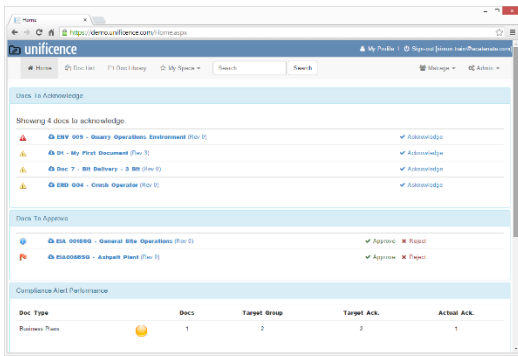 Home
https://demo.unificence.com/Home.aspx
unificence
My Profile | Sign-out
Home Doc List Doc Library My Space Search Search Manage Admin
Docs To Acknowledge
Showing 4 docs to acknowledge.
ENV 005 - Quarry Operations Environment (Rev 0) Acknowledge
D1 - My First Document (Rev 3) Acknowledge
Doc 7 - Bit Delivery - 3 Bit (Rev 0) Acknowledge
ERD G04 - Crush Operator (Rev 0) Acknowledge
Docs To Approve
General Site Operations (Rev 0) Approve Reject
Ashpalt Plant (Rev 0) Approve Reject
Compliance Alert Performance
Doc Type Docs Target Group Target Ack. Actual Ack.
Business Plans 1 2 2 1